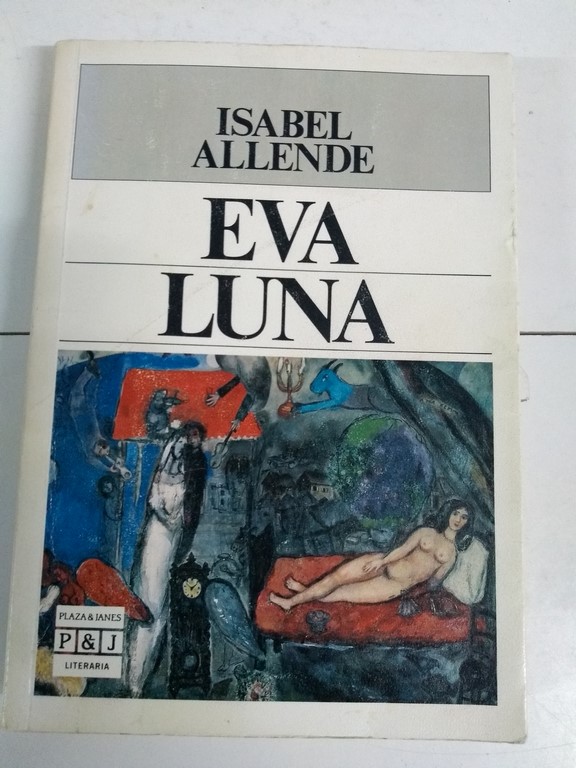 ISABEL
ALLENDE
EVA
LUNA
PLAZA & JANES
P & J
LITERARIA